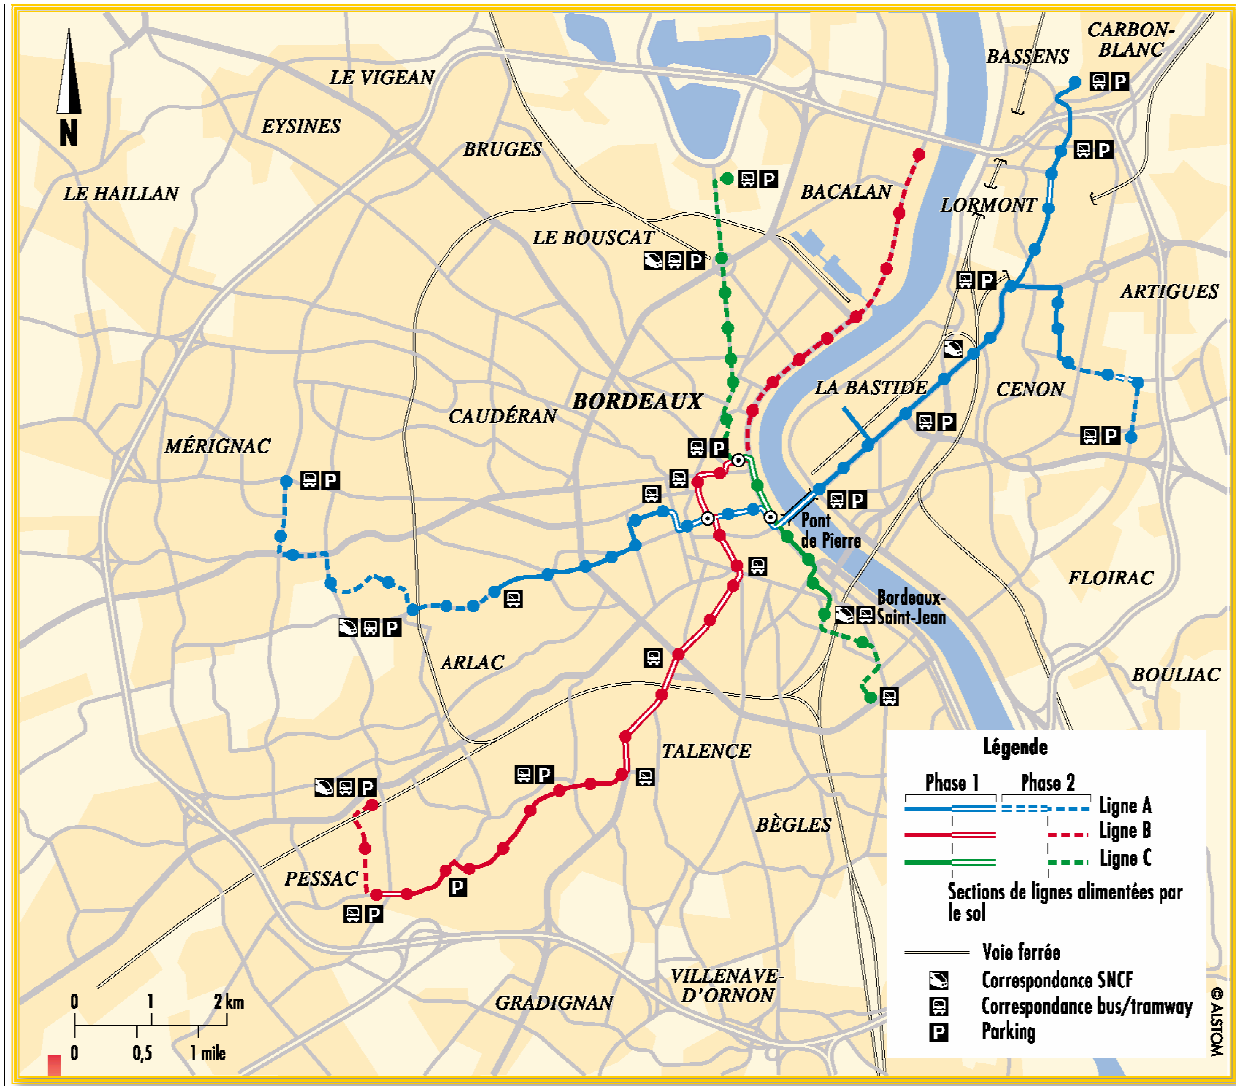 CARBON-
BLANC
BASSENS
LE VIGEAN
EYSINES
BRUGES
N
LE HAILLAN
P
P
P
BACALAN
LORMONT
LE BOUSCAT
P
P
ARTIGUES
LA BASTIDE
CENON
BORDEAUX
CAUDÉRAN
P
MÉRIGNAC
P
P
P
P
Pont
de Pierre
FLOIRAC
Bordeaux-
Saint-Jean
P
ARLAC
BOULIAC
TALENCE
P
P
BÈGLES
PESSAC
P
P
VILLENAVE-
D'ORNON
GRADIGNAN
0 1 2 km
0 0,5 1 mile
Légende
Phase 1 Phase 2
Ligne A
Ligne B
Ligne C
Sections de lignes alimentées par
le sol
Voie ferrée
Correspondance SNCF
Correspondance bus/tramway
P Parking
© ALSTOM